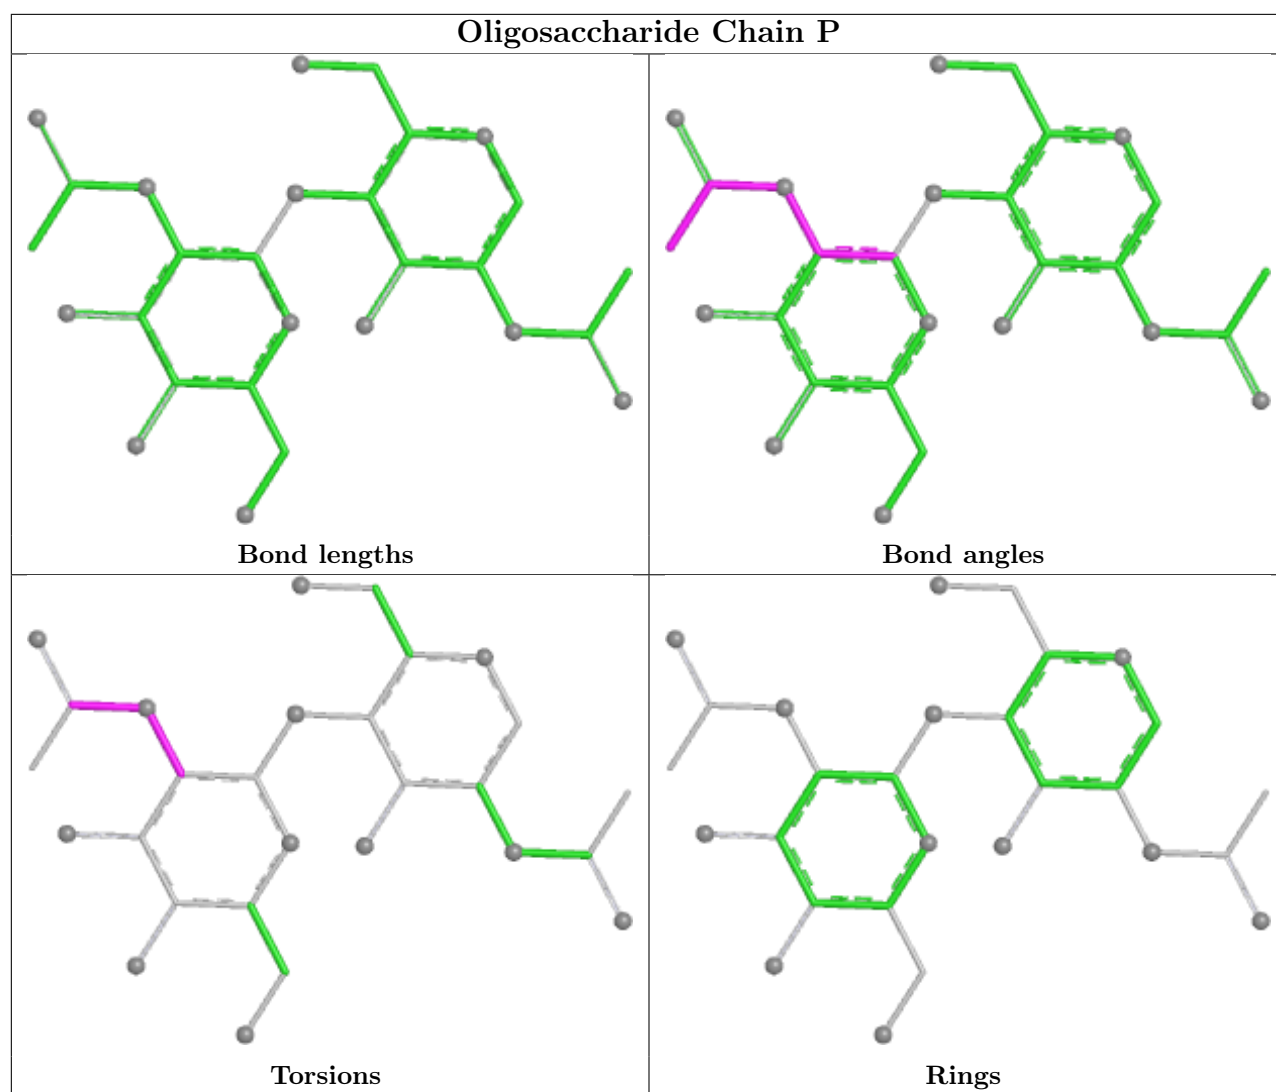 Oligosaccharide Chain P
Bond lengths
Bond angles
Torsions
Rings